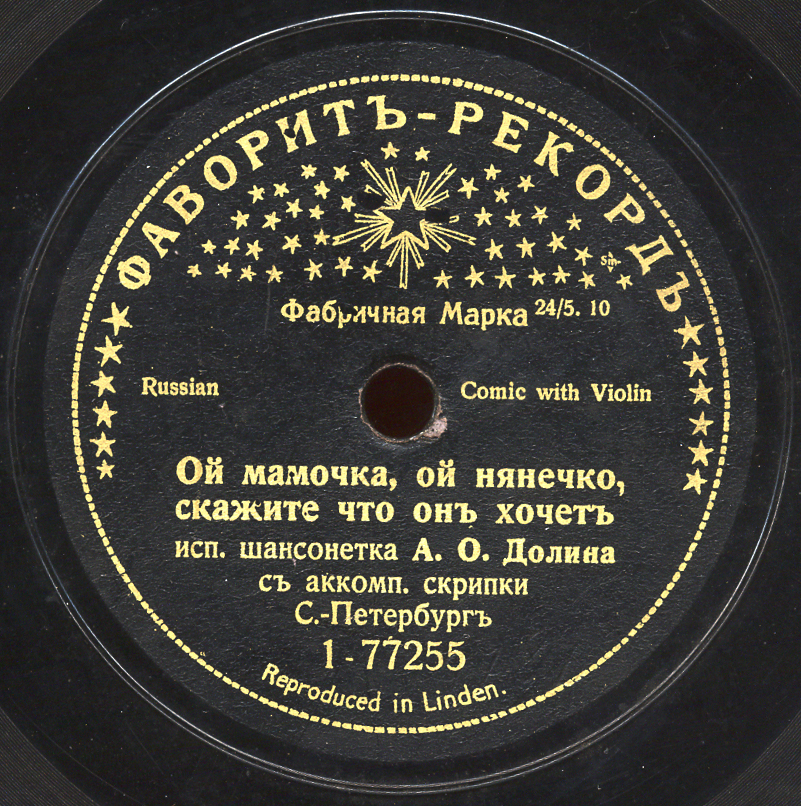 ФАВОРИТЪ-РЕКОРДЪ
Фабричная Марка 24/5. 10
Russian
Comic with Violin
Ой мамочка, ой нянечко,
скажите что онъ хочетъ
исп. шансонетка А. О. Долина
съ аккомп. скрипки
С.-Петербургъ
1-77255
Reproduced in Linden.